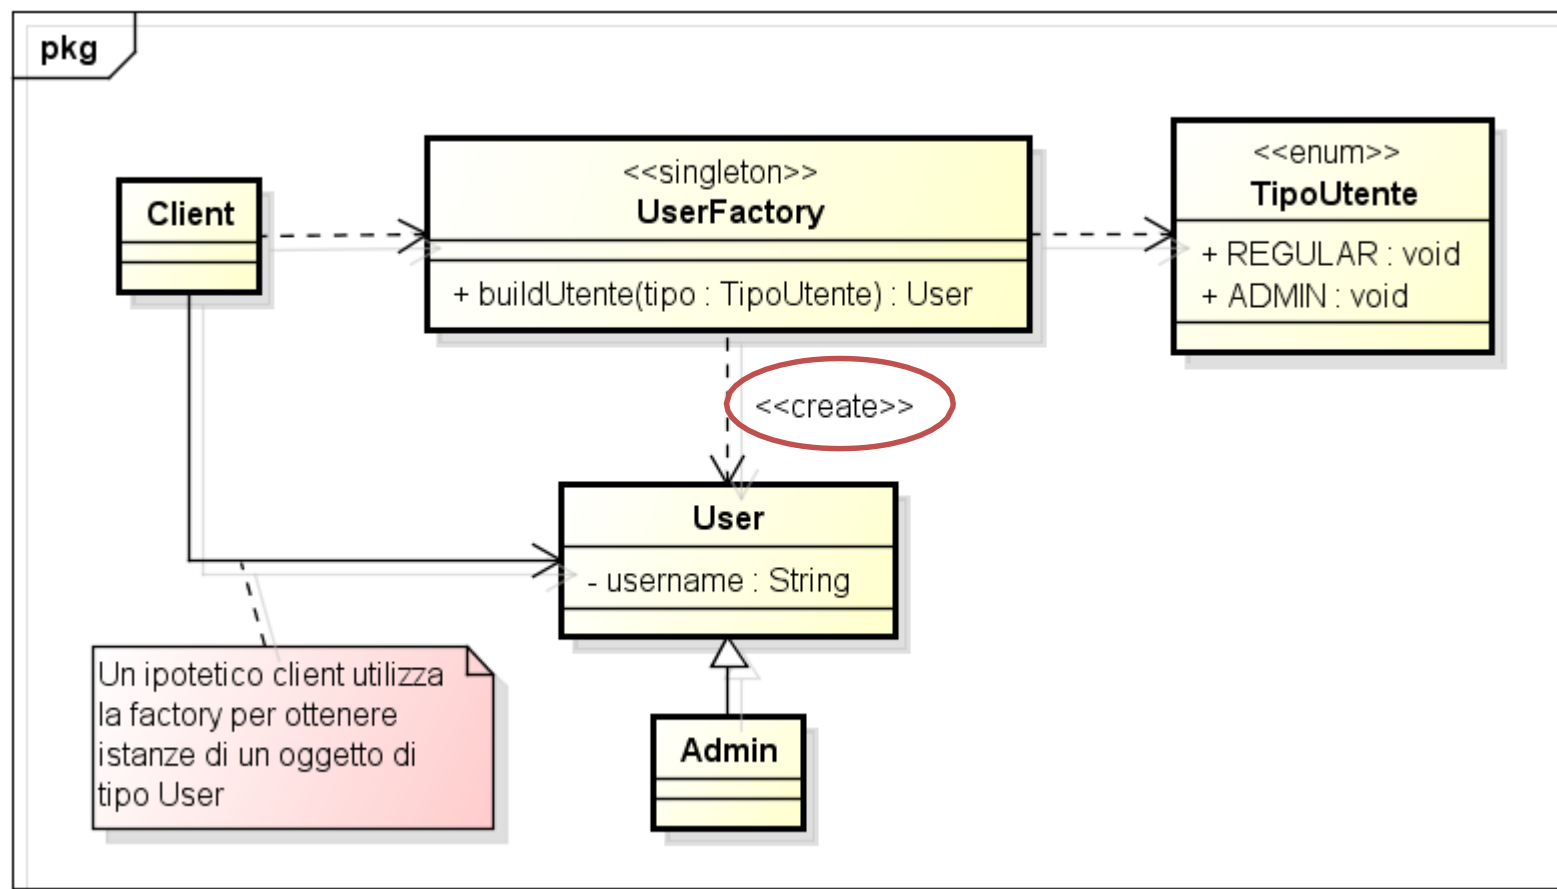 pkg
Client
<<singleton>>
UserFactory
+ buildUtente(tipo : TipoUtente) : User
<<enum>>
TipoUtente
+ REGULAR : void
+ ADMIN : void
<<create>>
User
- username : String
Un ipotetico client utilizza
la factory per ottenere
istanze di un oggetto di
tipo User
Admin